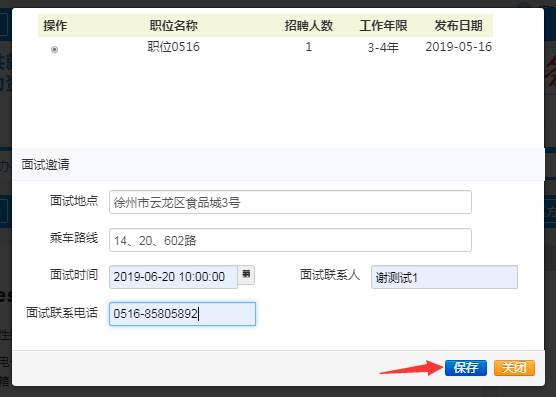 操作 职位名称 招聘人数 工作年限 发布日期
职位0516 1 3-4年 2019-05-16
面试邀请
面试地点 徐州市云龙区食品城3号
乘车路线 14、20、602路
面试时间 2019-06-20 10:00:00 面试联系人 谢测试1
面试联系电话 0516-85805892
保存 关闭